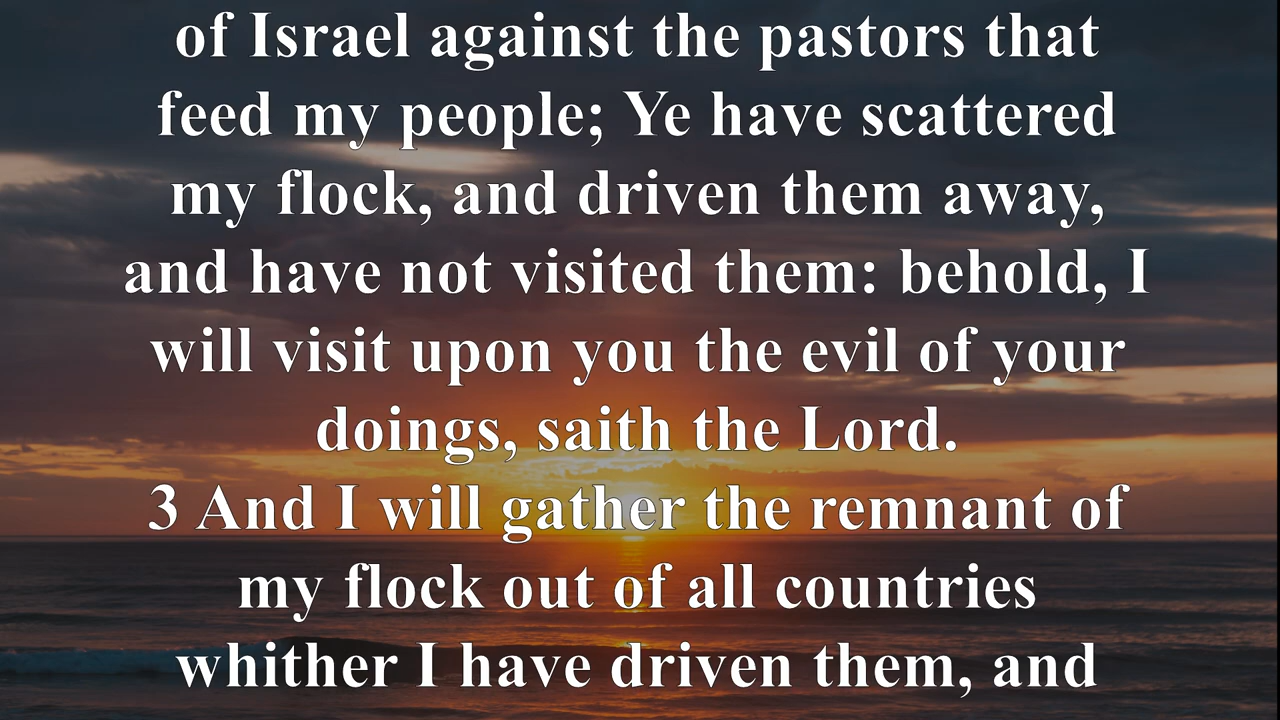 of Israel against the pastors that
feed my people; Ye have scattered
my flock, and driven them away,
and have not visited them: behold, I
will visit upon you the evil of your
doings, saith the Lord.
3 And I will gather the remnant of
my flock out of all countries
whither I have driven them, and